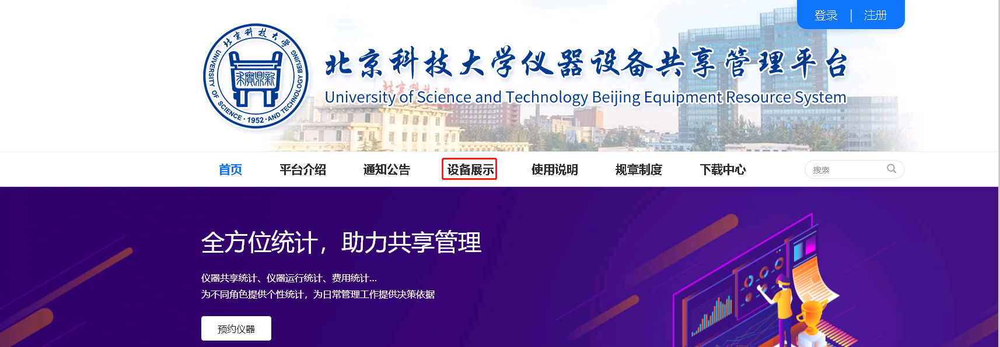 登录 | 注册
北京科技大学
UNIVERSITY OF SCIENCE · 1952 · AND TECHNOLOGY BEIJING
北京科技大学仪器设备共享管理平台
University of Science and Technology Beijing Equipment Resource System
首页 平台介绍 通知公告 设备展示 使用说明 规章制度 下载中心 搜索
全方位统计，助力共享管理
仪器共享统计、仪器运行统计、费用统计...
为不同角色提供个性统计，为日常管理工作提供决策依据
预约仪器